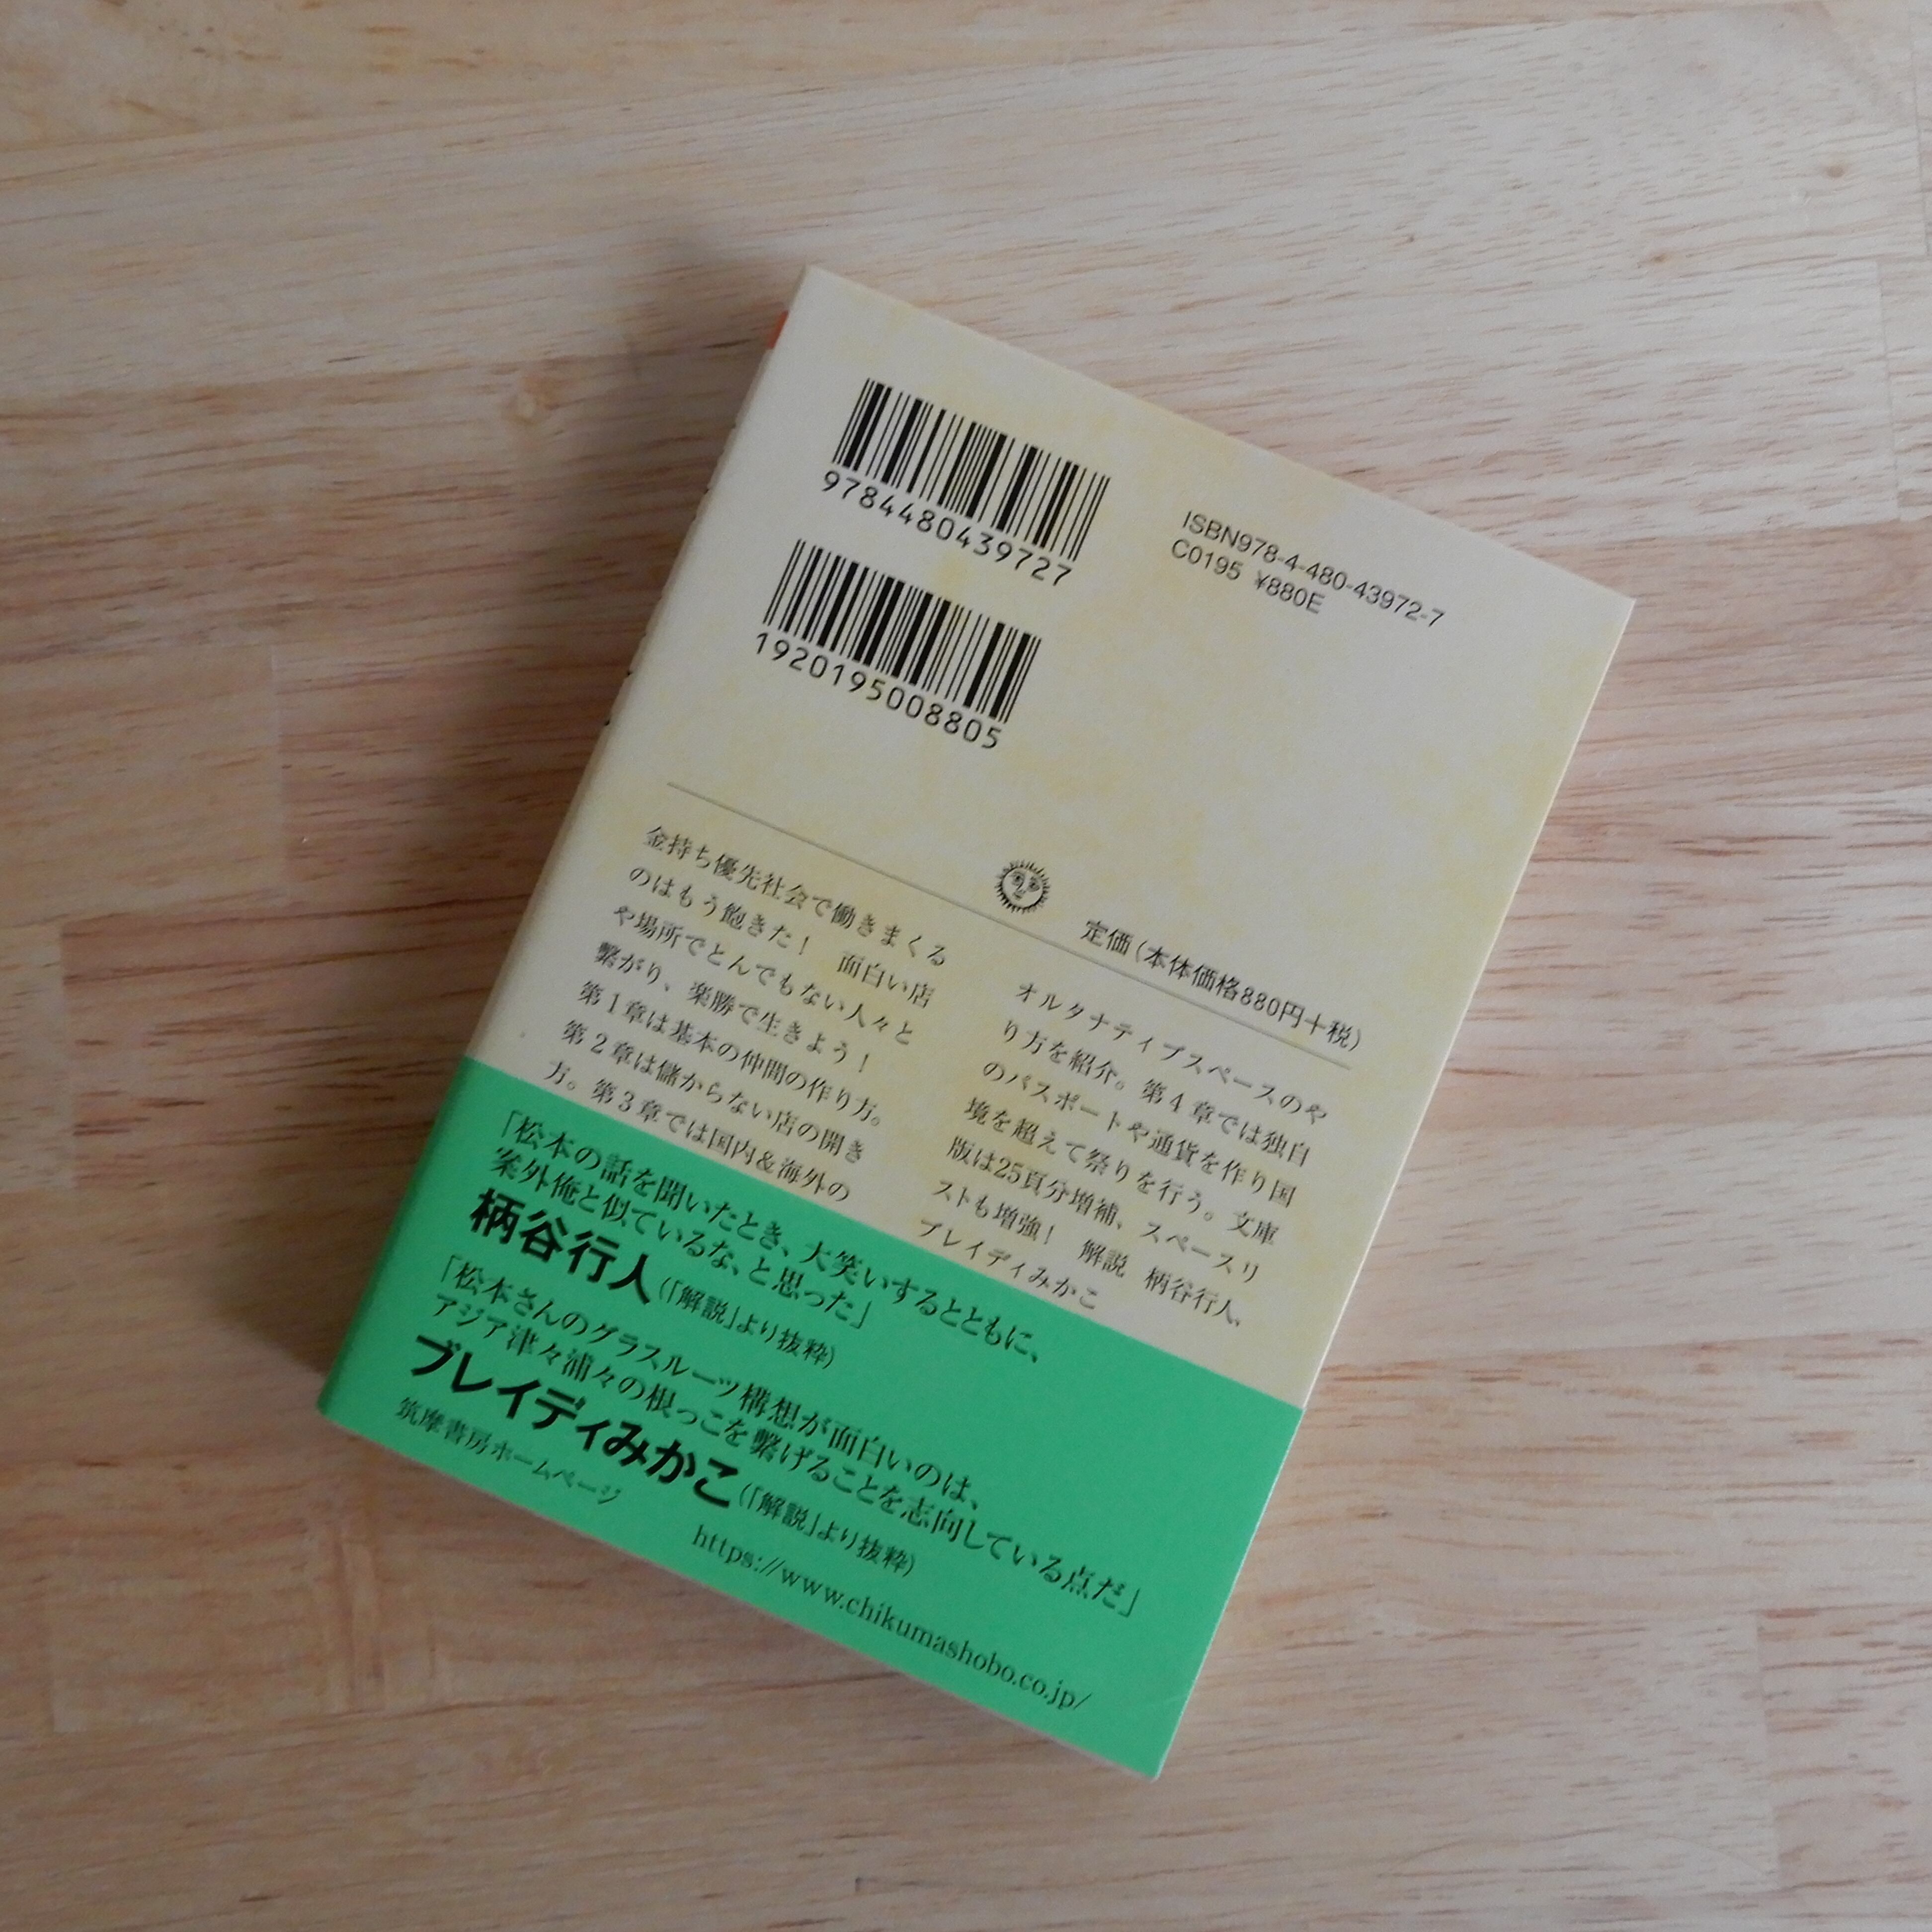 9784480439727
1920195008805
ISBN978-4-480-43972-7
C0195 ¥880E
定価(本体価格880円+税)
金持ち優先社会で働きまくる
のはもう飽きた! 面白い店
や場所でとんでもない人々と
繋がり、楽勝で生きよう!
第1章は基本の仲間の作り方。
第2章は儲からない店の開き
方。第3章では国内&海外の
オルタナティブスペースのや
り方を紹介。第4章では独自
のパスポートや通貨を作り国
境を超えて祭りを行う。文庫
版は25頁分増補、スペースリ
ストも増強! 解説 柄谷行人、
ブレイディみかこ
「松本の話を聞いたとき、大笑いするとともに、
案外俺と似ているな、と思った」
柄谷行人(「解説」より抜粋)
「松本さんのグラスルーツ構想が面白いのは、
アジア津々浦々の根っこを繋げることを志向している点だ」
ブレイディみかこ(「解説」より抜粋)
筑摩書房ホームページ https://www.chikumashobo.co.jp/